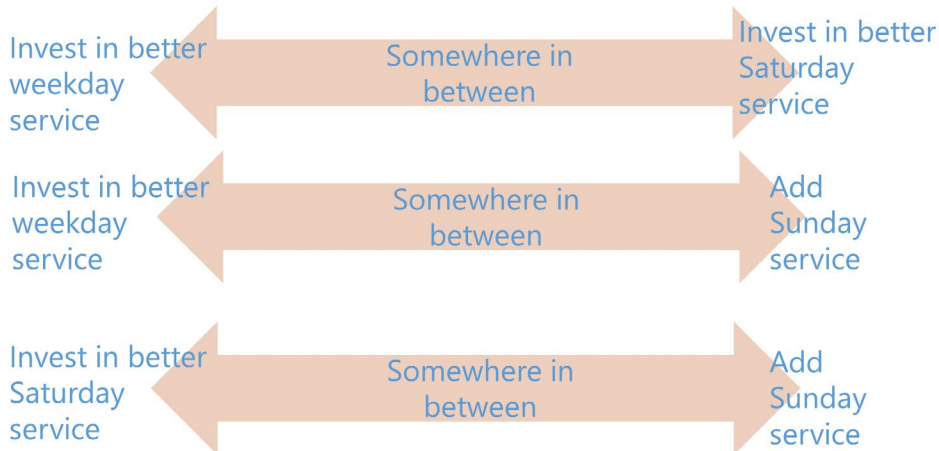 Invest in better
weekday
service
Somewhere in
between
Invest in better
Saturday
service
Invest in better
weekday
service
Somewhere in
between
Add
Sunday
service
Invest in better
Saturday
service
Somewhere in
between
Add
Sunday
service